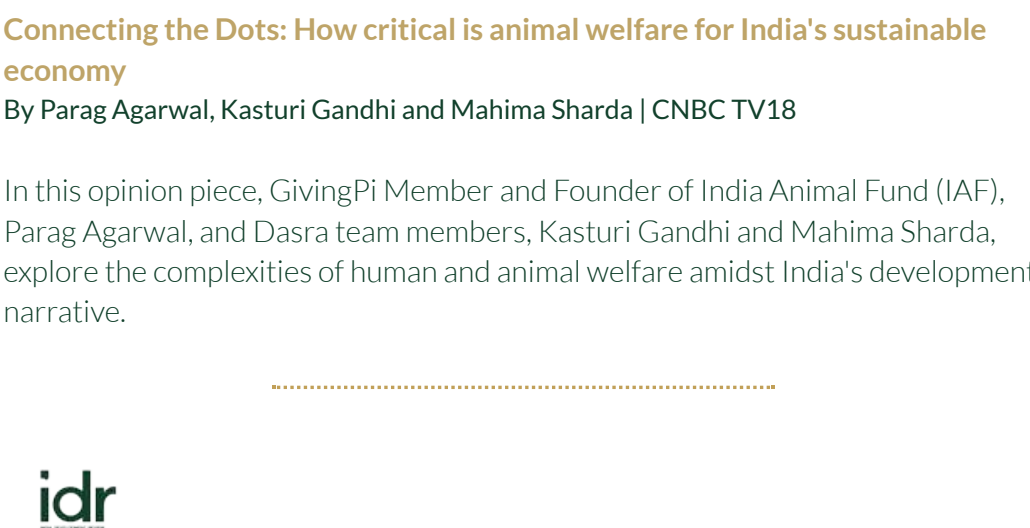 Connecting the Dots: How critical is animal welfare for India's sustainable
economy
By Parag Agarwal, Kasturi Gandhi and Mahima Sharda | CNBC TV18
In this opinion piece, GivingPi Member and Founder of India Animal Fund (IAF),
Parag Agarwal, and Dasra team members, Kasturi Gandhi and Mahima Sharda,
explore the complexities of human and animal welfare amidst India's development
narrative.
idr